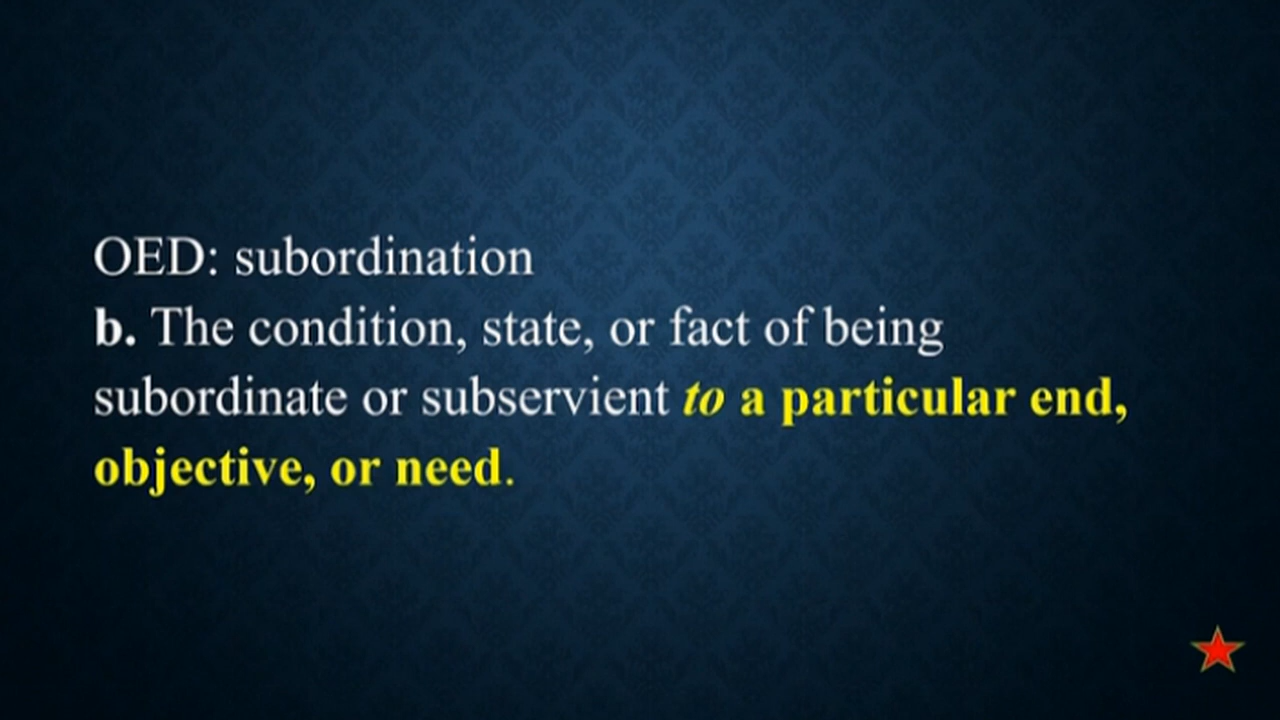 OED: subordination
b. The condition, state, or fact of being
subordinate or subservient to a particular end,
objective, or need.